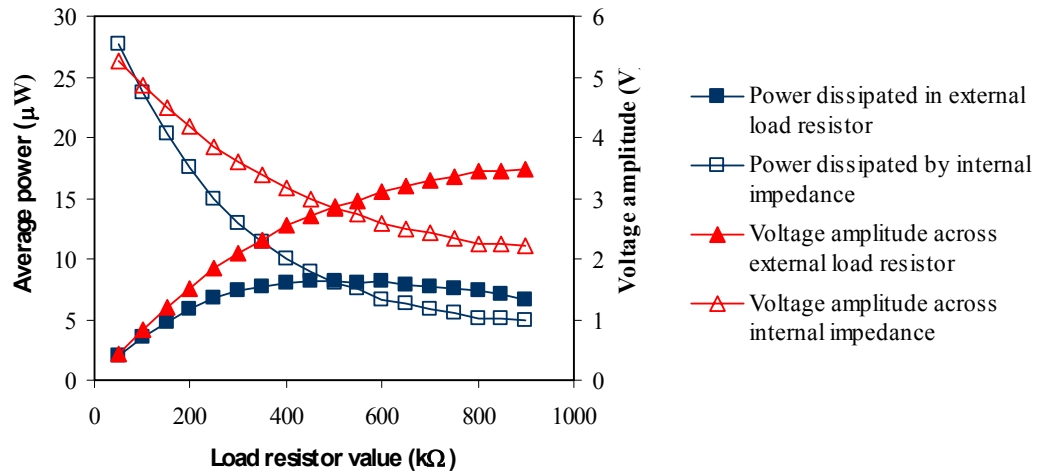 30
25
20
15
10
5
0
Average power (μW)
6
5
4
3
2
1
0
Voltage amplitude (V
0 200 400 600 800 1000
Load resistor value (kΩ)
Power dissipated in external
load resistor
Power dissipated by internal
impedance
Voltage amplitude across
external load resistor
Voltage amplitude across
internal impedance